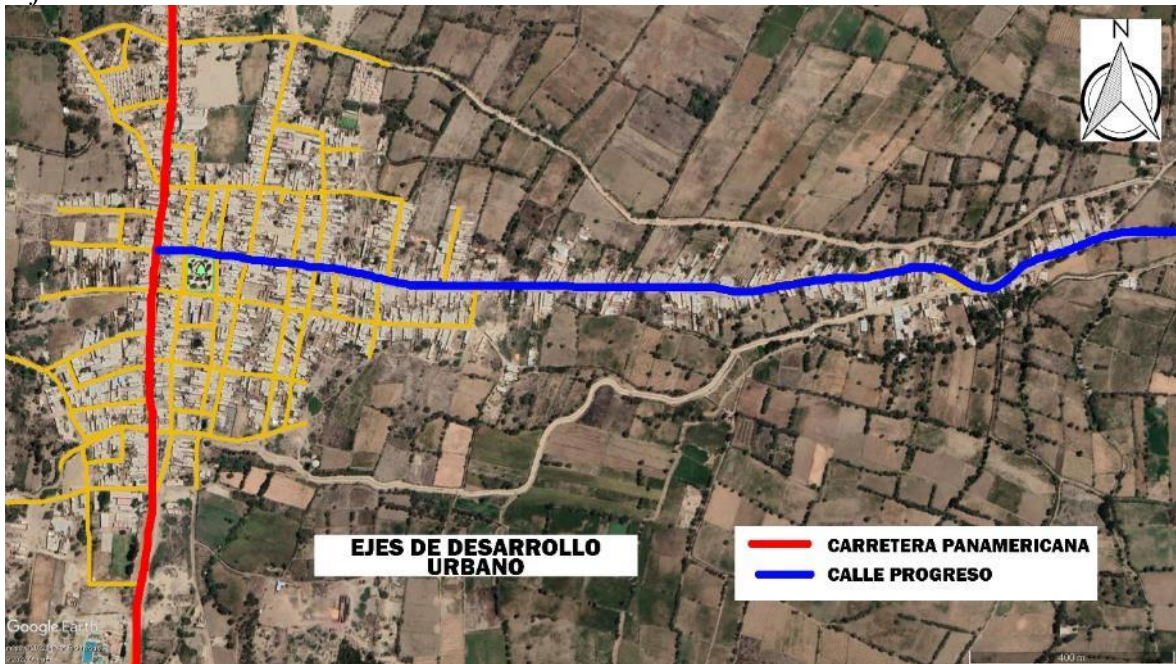 N
EJES DE DESARROLLO
URBANO
CARRETERA PANAMERICANA
CALLE PROGRESO
Google Earth
400 m